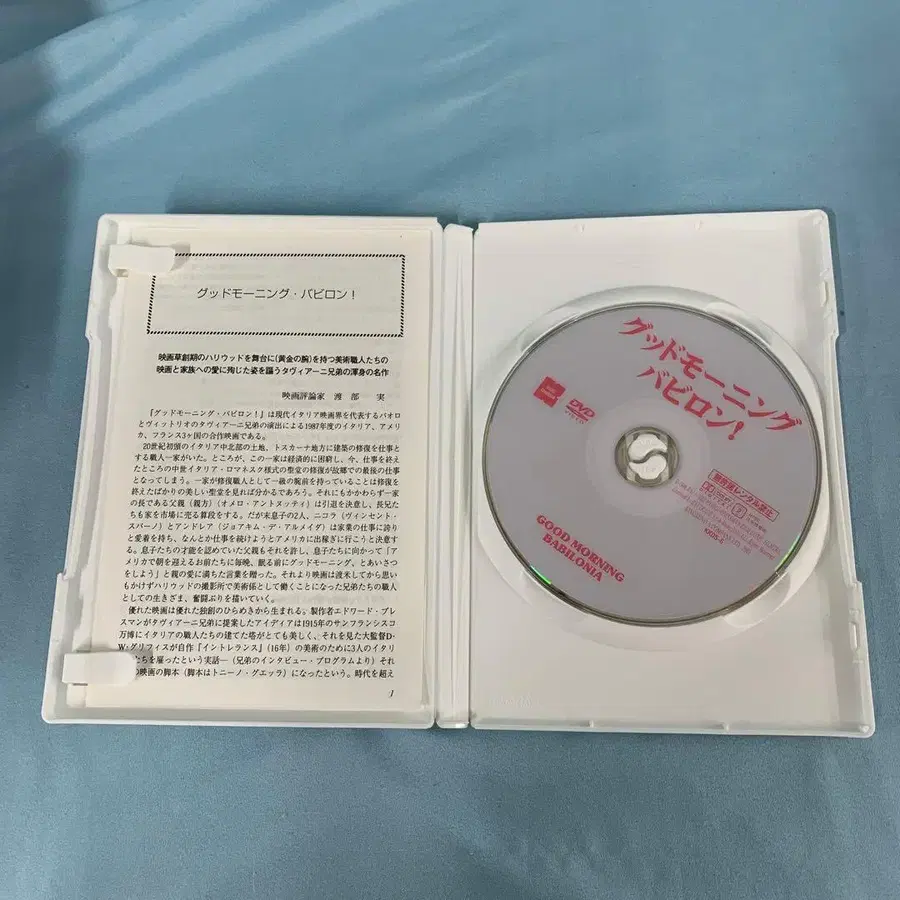 グッドモーニング・バビロン!
映画草創期のハリウッドを舞台に(黄金の腕)を持つ美術職人たちの
映画と家族への愛に殉じた姿を謳うタヴィアーニ兄弟の渾身の名作
映画評論家 渡部 実
『グッドモーニング・バビロン!』は現代イタリア映画界を代表するパオロ
とヴィットリオのタヴィアーニ兄弟の演出による1987年度のイタリア、アメリ
カ、フランス3ヶ国の合作映画である。
20世紀初頭のイタリア中北部の土地、トスカーナ地方に建築の修復を仕事と
する職人一家がいた。ところが、この一家は経済的に困窮し、今、仕事を終え
たところの中世イタリア・ロマネスク様式の聖堂の修復が故郷での最後の仕事
となってしまう。一家が修復職人として一級の腕前を持っていることは修復を
終えたばかりの美しい聖堂を見れば分かるであろう。それにもかかわらず一家
の長である父親(親方)(オメロ・アントヌッティ)は引退を決意し、長兄た
ちも家を市場に売る算段をする。だが末息子の2人、ニコラ(ヴィンセント・
スパーノ)とアンドレア(ジョアキム・デ・アルメイダ)は家業の仕事に誇り
と愛着を持ち、なんとか仕事を続けようとアメリカに出稼ぎに行こうと決意す
る。息子たちの才能を認めていた父親もそれを許し、息子たちに向かって「ア
メリカで朝を迎えるお前たちに毎晩、眠る前にグッドモーニング、とあいさつ
をしよう」と親の愛に満ちた言葉を贈った。それより映画は渡米してから思い
もかけずハリウッドの撮影所で美術係として働くことになった兄弟たちの職人
としての生きざま、奮闘ぶりを描いていく。
優れた映画は優れた独創のひらめきから生まれる。製作者エドワード・プレ
スマンがタヴィアーニ兄弟に提案したアイディアは1915年のサンフランシスコ
万博にイタリアの職人たちの建てた塔がとても美しく、それを見た大監督D・
W・グリフィスが自作『イントレランス』(16年)の美術のために3人のイタリ
たちを雇ったという実話―(兄弟のインタビュー・プログラムより)それ
の映画の脚本(脚本はトニーノ・グエッラ)になったという。時代を超え
1
グッドモーニング
バビロン!
DVD
VIDEO
無許諾レンタル禁止
2
KKDS-6
GOOD MORNING
BABILONIA